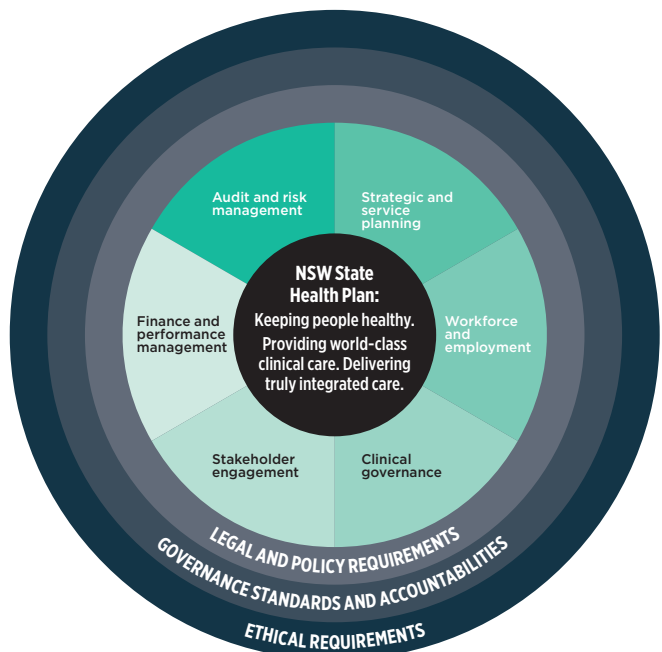 Audit and risk
management
Strategic and
service
planning
NSW State
Health Plan:
Keeping people healthy.
Providing world-class
clinical care. Delivering
truly integrated care.
Finance and
performance
management
Workforce
and
employment
Stakeholder
engagement
Clinical
governance
LEGAL AND POLICY REQUIREMENTS
GOVERNANCE STANDARDS AND ACCOUNTABILITIES
ETHICAL REQUIREMENTS